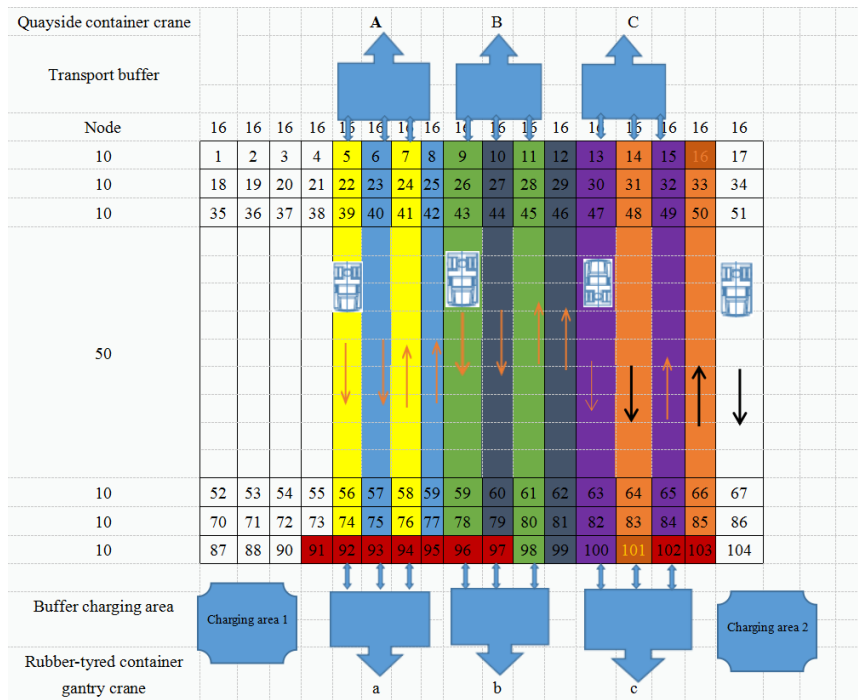 Quayside container crane A B C
Transport buffer
Node 16 16 16 16 16 16 16 16 16 16 16 16 16 16 16 16 16
10 1 2 3 4 5 6 7 8 9 10 11 12 13 14 15 16 17
10 18 19 20 21 22 23 24 25 26 27 28 29 30 31 32 33 34
10 35 36 37 38 39 40 41 42 43 44 45 46 47 48 49 50 51
50
10 52 53 54 55 56 57 58 59 59 60 61 62 63 64 65 66 67
10 70 71 72 73 74 75 76 77 78 79 80 81 82 83 84 85 86
10 87 88 90 91 92 93 94 95 96 97 98 99 100 101 102 103 104
Buffer charging area Charging area 1 Charging area 2
Rubber-tyred container
gantry crane a b c